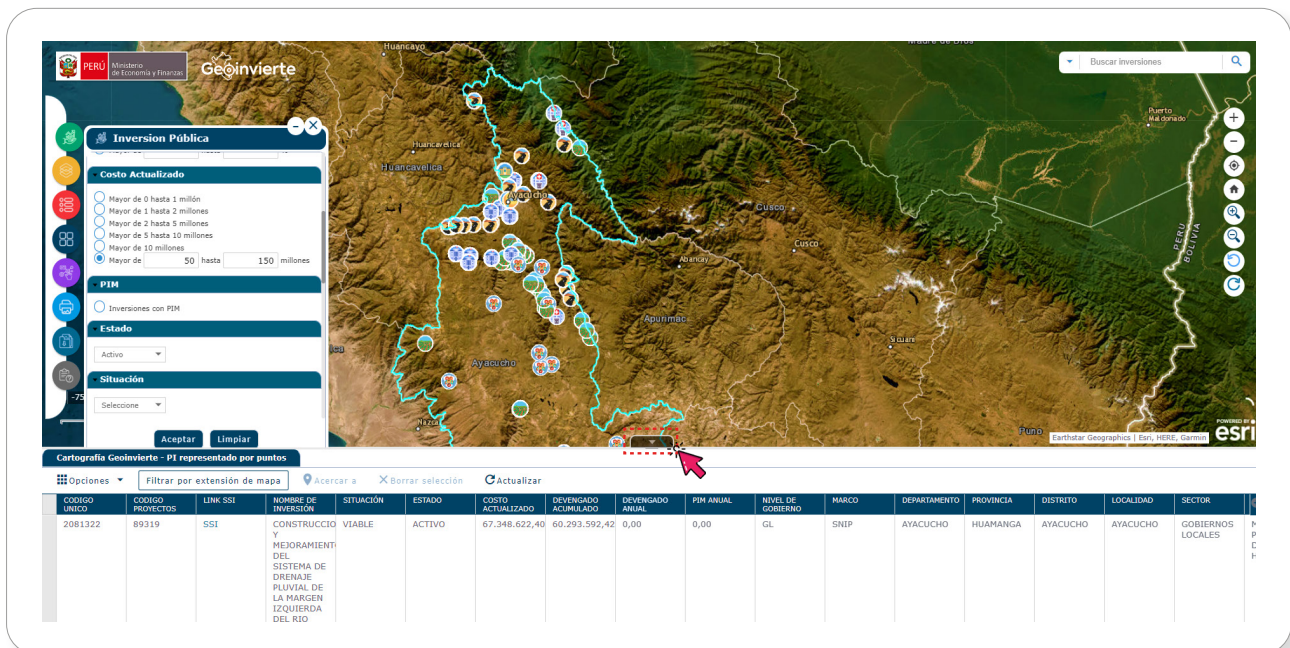 PERÚ
Ministerio
de Economía y Finanzas
Geoinvierte
Buscar inversiones
Huancayo
Puerto
Maldonado
Huancavelica
Huancavelica
Ayacucho
Cusco
Cusco
Abancay
PERU
BOLIVIA
Apurimac
Sicuani
Ayacucho
Nazca
Puno
Inversion Pública
Costo Actualizado
Mayor de 0 hasta 1 millón
Mayor de 1 hasta 2 millones
Mayor de 2 hasta 5 millones
Mayor de 5 hasta 10 millones
Mayor de 10 millones
Mayor de 50 hasta 150 millones
PIM
Inversiones con PIM
Estado
Activo
Situación
Seleccione
Aceptar Limpiar
-75
Earthstar Geographics | Esri, HERE, Garmin
POWERED BY
esri
Cartografía Geoinvierte - PI representado por puntos
Opciones Filtrar por extensión de mapa Acercar a Borrar selección Actualizar
CODIGO UNICO CODIGO PROYECTOS LINK SSI NOMBRE DE INVERSIÓN SITUACIÓN ESTADO COSTO ACTUALIZADO DEVENGADO ACUMULADO DEVENGADO ANUAL PIM ANUAL NIVEL DE GOBIERNO MARCO DEPARTAMENTO PROVINCIA DISTRITO LOCALIDAD SECTOR
2081322 89319 SSI CONSTRUCCIO VIABLE ACTIVO 67.348.622,40 60.293.592,42 0,00 0,00 GL SNIP AYACUCHO HUAMANGA AYACUCHO AYACUCHO GOBIERNOS
Y LOCALES
MEJORAMIENT
DEL
SISTEMA DE
DRENAJE
PLUVIAL DE
LA MARGEN
IZQUIERDA
DEL RIO